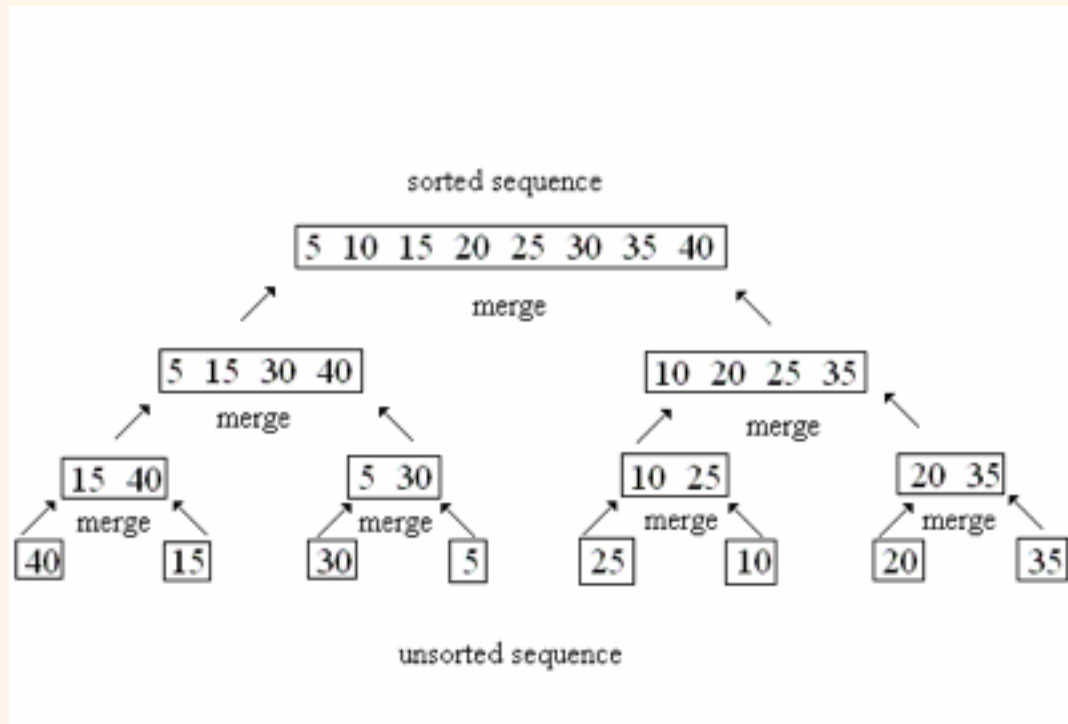 sorted sequence
5 10 15 20 25 30 35 40
merge
5 15 30 40
10 20 25 35
merge
merge
15 40
5 30
10 25
20 35
merge
merge
merge
merge
40
15
30
5
25
10
20
35
unsorted sequence